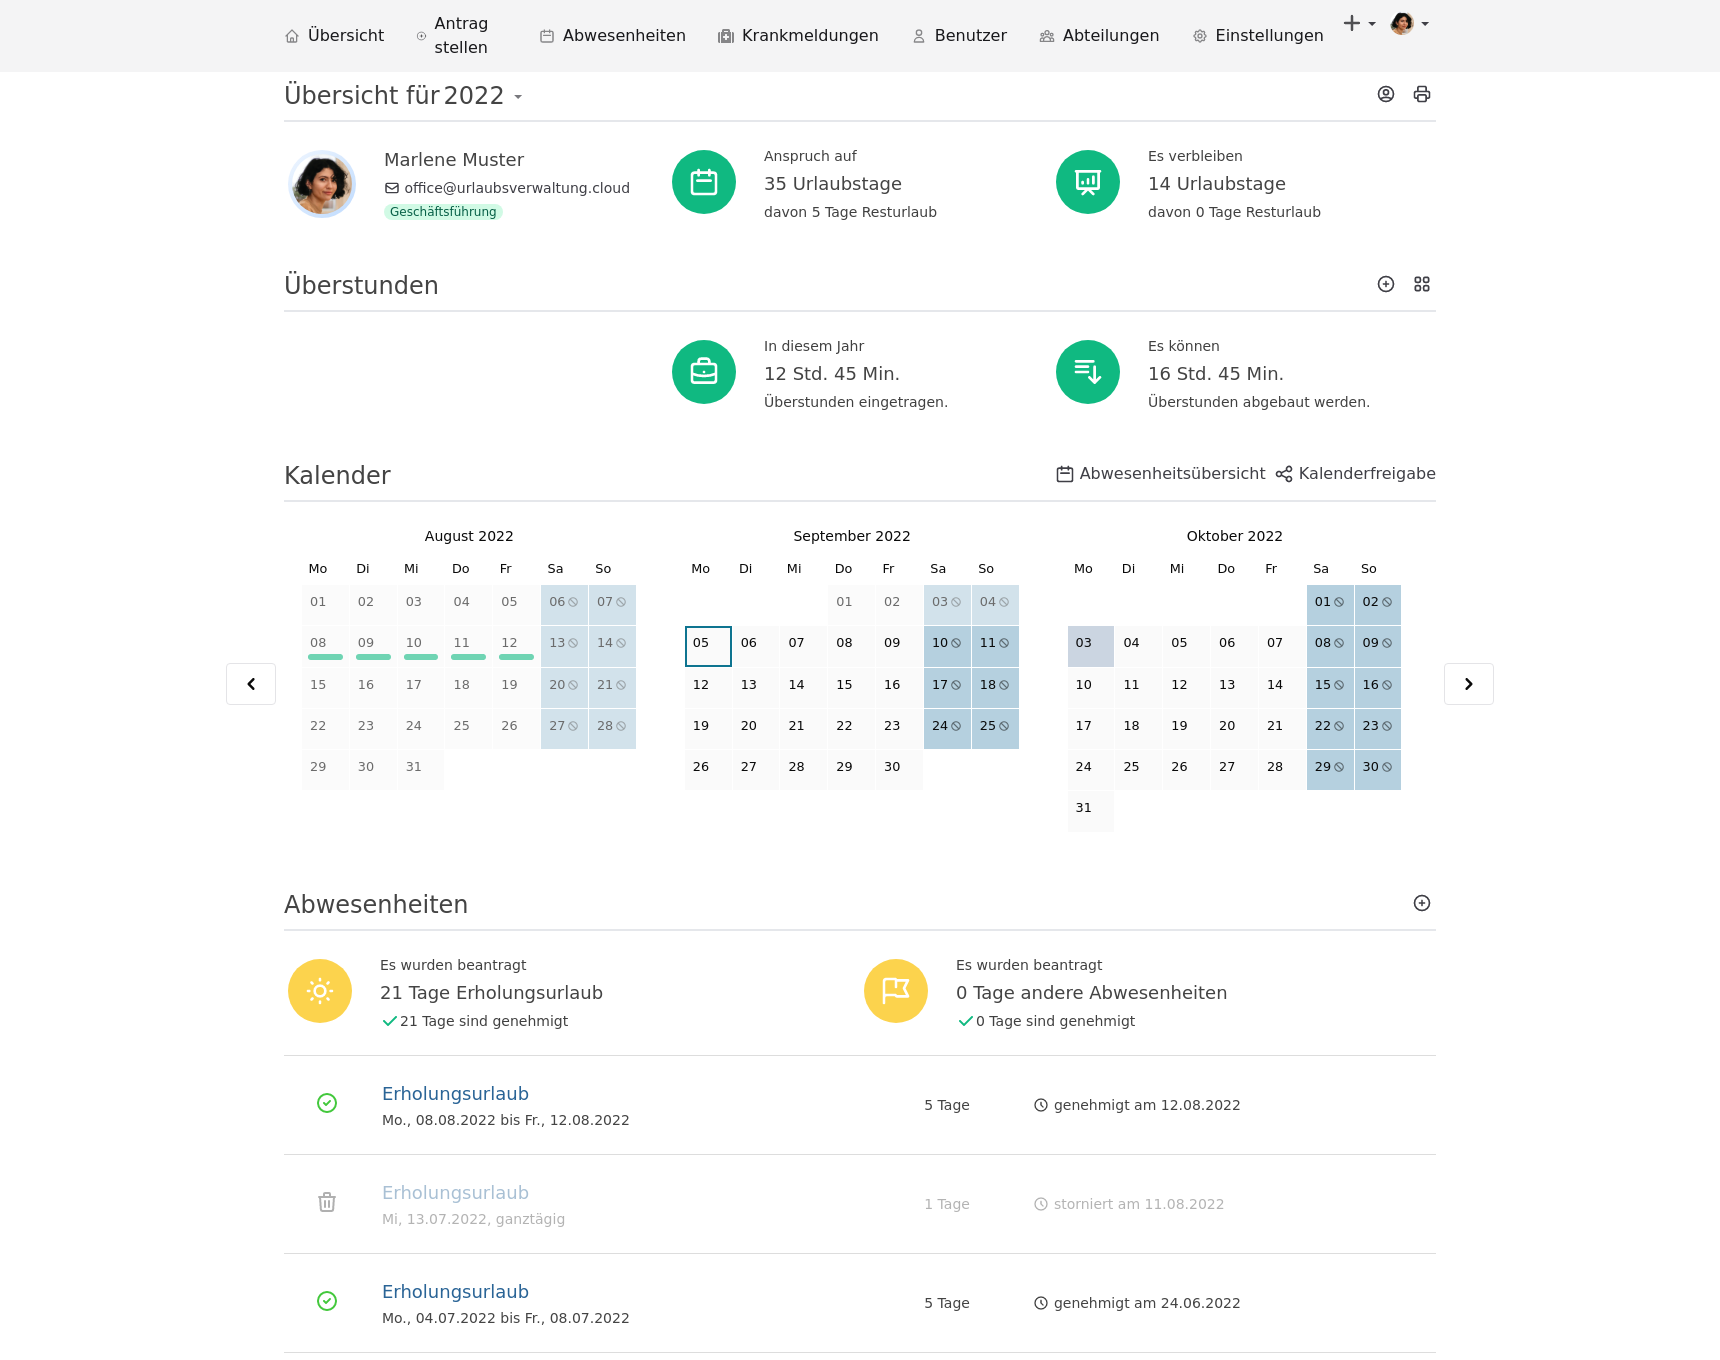 Übersicht
Antrag stellen
Abwesenheiten
Krankmeldungen
Benutzer
Abteilungen
Einstellungen
Übersicht für 2022
Marlene Muster
office@urlaubsverwaltung.cloud
Geschäftsführung
Anspruch auf
35 Urlaubstage
davon 5 Tage Resturlaub
Es verbleiben
14 Urlaubstage
davon 0 Tage Resturlaub
Überstunden
In diesem Jahr
12 Std. 45 Min.
Überstunden eingetragen.
Es können
16 Std. 45 Min.
Überstunden abgebaut werden.
Kalender
Abwesenheitsübersicht Kalenderfreigabe
August 2022
Mo Di Mi Do Fr Sa So
01 02 03 04 05 06 07
08 09 10 11 12 13 14
15 16 17 18 19 20 21
22 23 24 25 26 27 28
29 30 31
September 2022
Mo Di Mi Do Fr Sa So
01 02 03 04
05 06 07 08 09 10 11
12 13 14 15 16 17 18
19 20 21 22 23 24 25
26 27 28 29 30
Oktober 2022
Mo Di Mi Do Fr Sa So
01 02
03 04 05 06 07 08 09
10 11 12 13 14 15 16
17 18 19 20 21 22 23
24 25 26 27 28 29 30
31
Abwesenheiten
Es wurden beantragt
21 Tage Erholungsurlaub
21 Tage sind genehmigt
Es wurden beantragt
0 Tage andere Abwesenheiten
0 Tage sind genehmigt
Erholungsurlaub
Mo., 08.08.2022 bis Fr., 12.08.2022
5 Tage
genehmigt am 12.08.2022
Erholungsurlaub
Mi, 13.07.2022, ganztägig
1 Tage
storniert am 11.08.2022
Erholungsurlaub
Mo., 04.07.2022 bis Fr., 08.07.2022
5 Tage
genehmigt am 24.06.2022